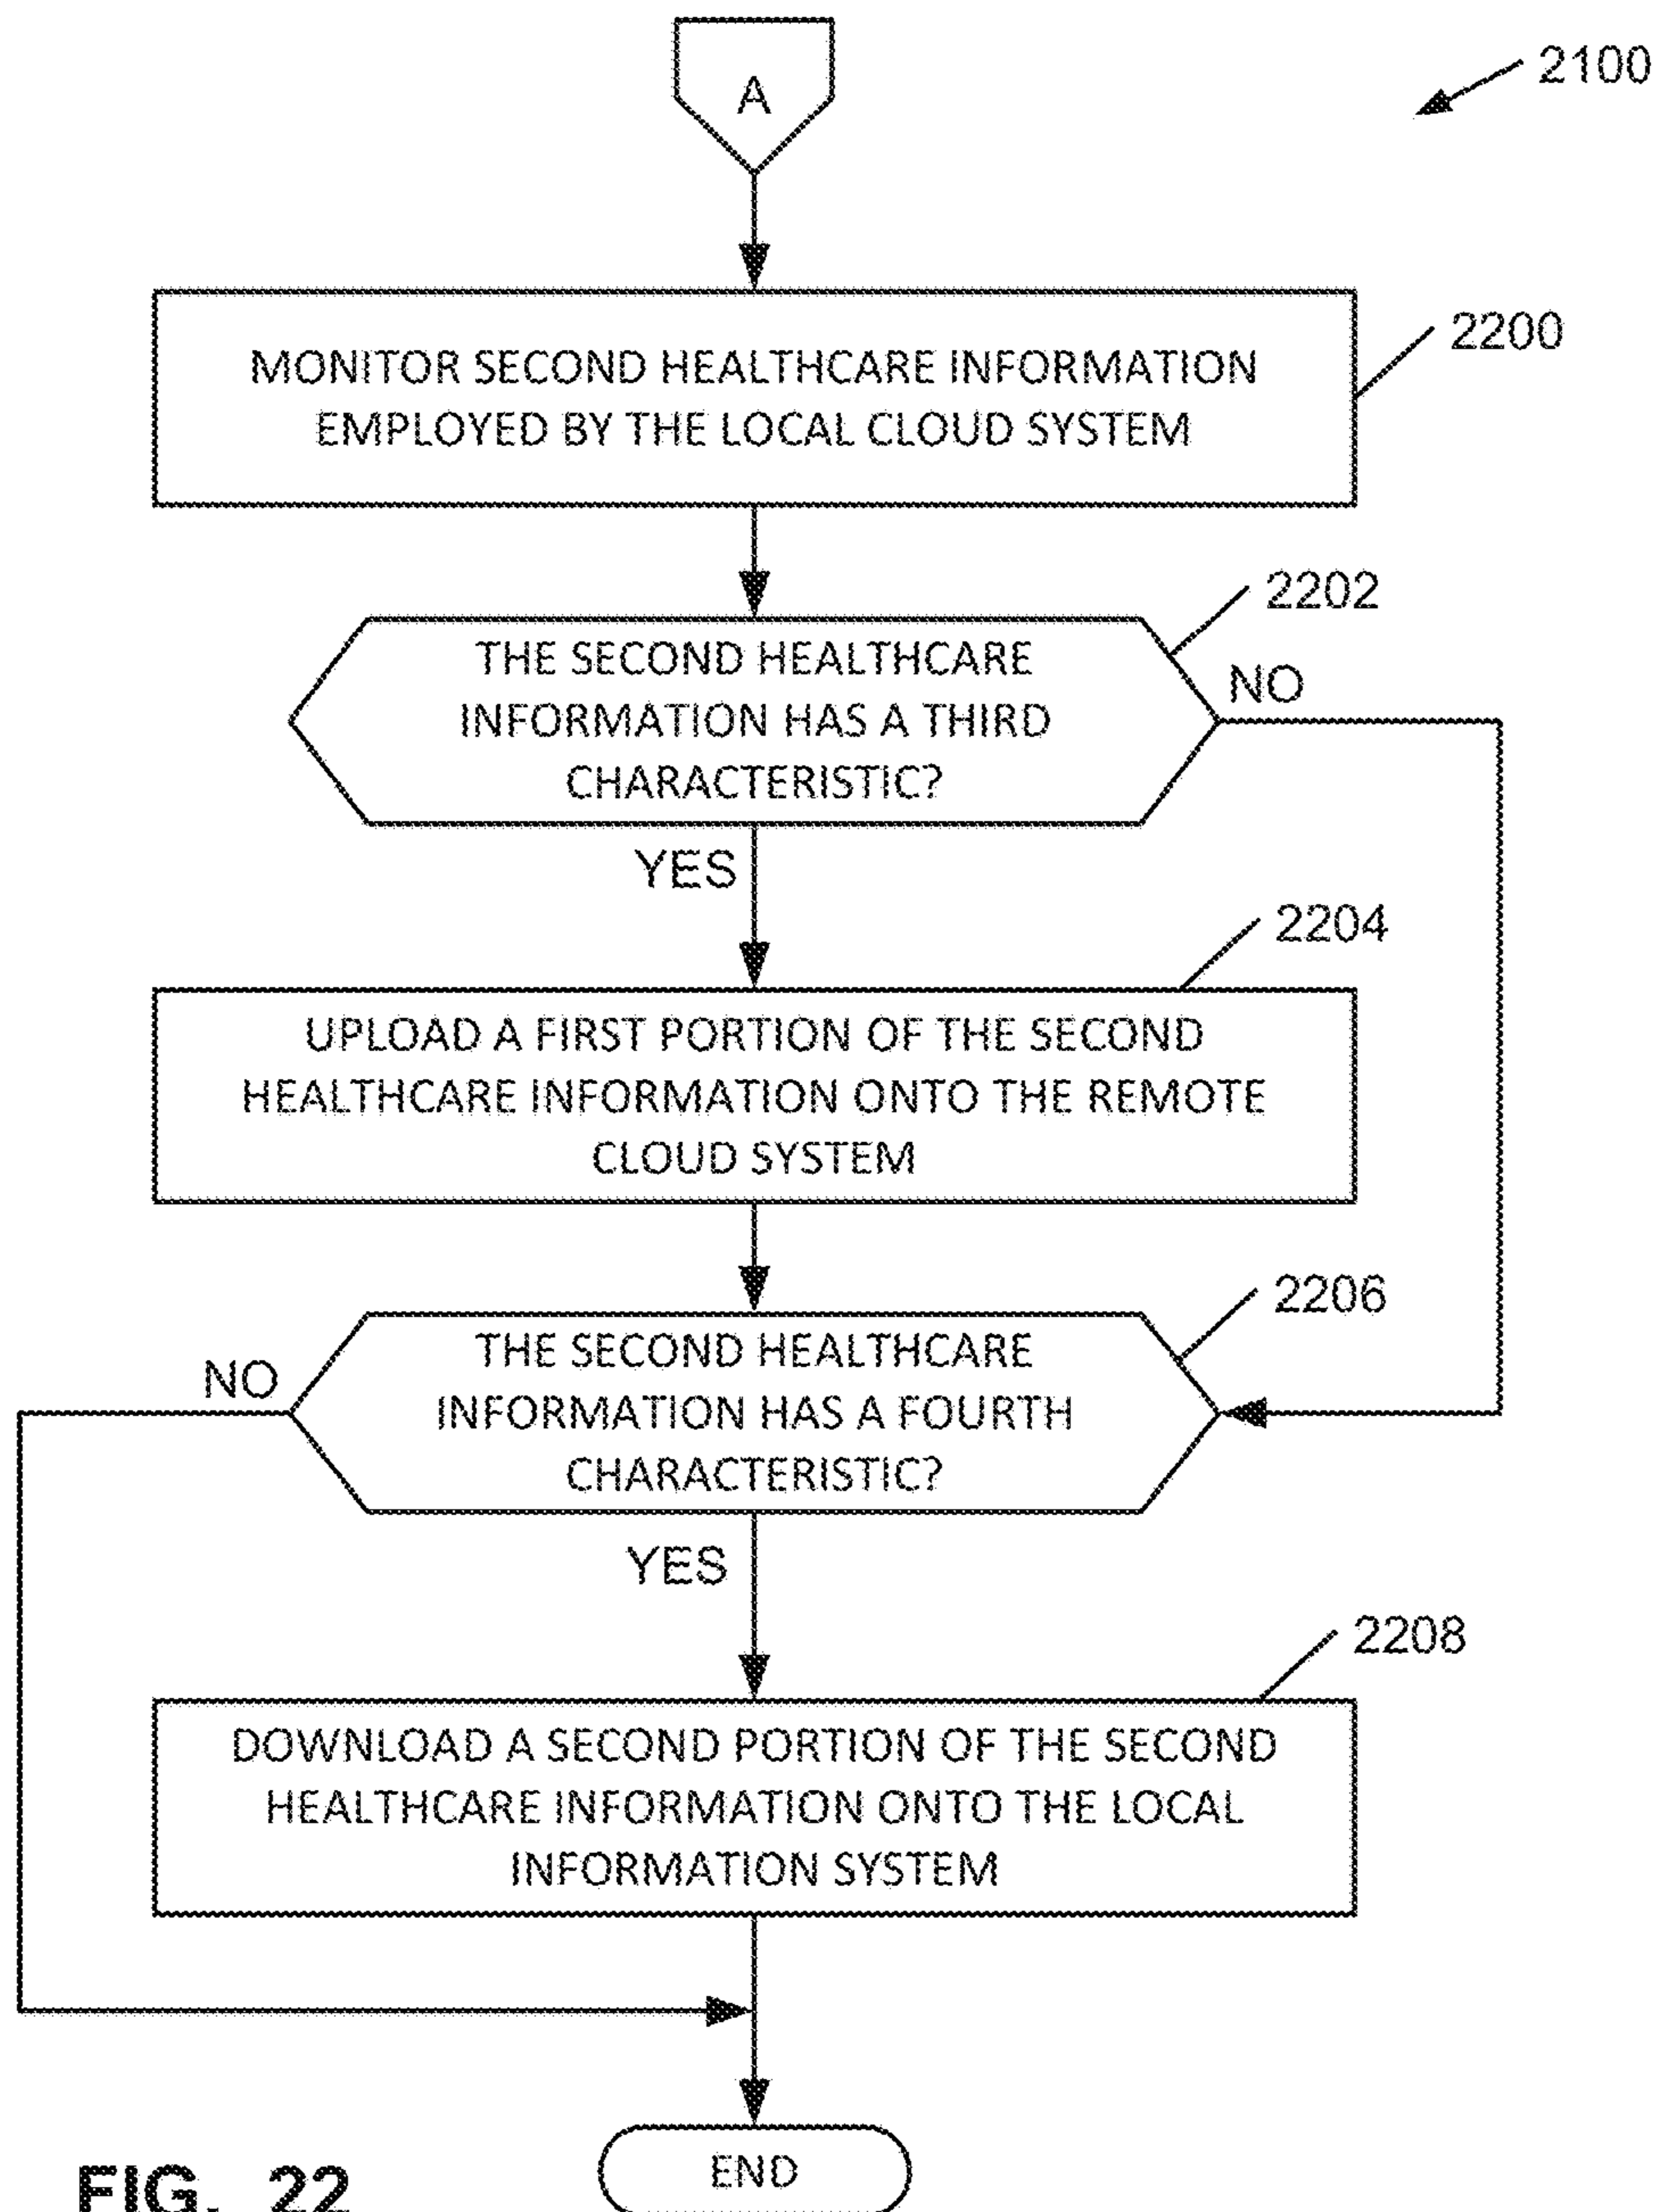 A
2100
MONITOR SECOND HEALTHCARE INFORMATION
EMPLOYED BY THE LOCAL CLOUD SYSTEM
2200
2202
THE SECOND HEALTHCARE
INFORMATION HAS A THIRD
CHARACTERISTIC?
NO
YES
2204
UPLOAD A FIRST PORTION OF THE SECOND
HEALTHCARE INFORMATION ONTO THE REMOTE
CLOUD SYSTEM
2206
THE SECOND HEALTHCARE
INFORMATION HAS A FOURTH
CHARACTERISTIC?
NO
YES
2208
DOWNLOAD A SECOND PORTION OF THE SECOND
HEALTHCARE INFORMATION ONTO THE LOCAL
INFORMATION SYSTEM
END
FIG. 22